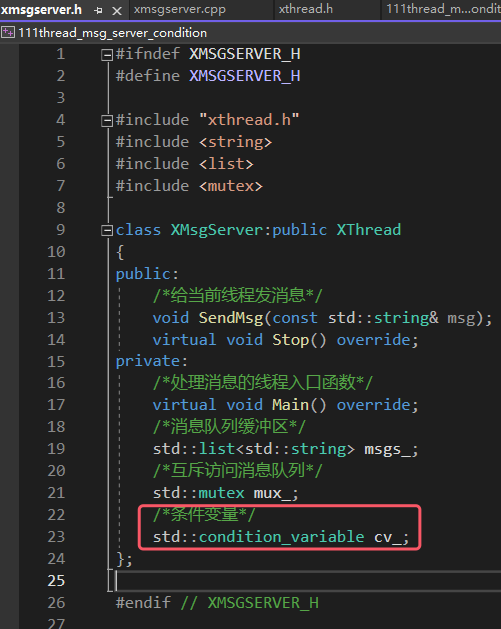 xmsgserver.h xmsgserver.cpp xthread.h 111thread_m...ondit
111thread_msg_server_condition
1 #ifndef XMSGSERVER_H
2 #define XMSGSERVER_H
3
4 #include "xthread.h"
5 #include <string>
6 #include <list>
7 #include <mutex>
8
9 class XMsgServer:public XThread
10 {
11 public:
12 /*给当前线程发消息*/
13 void SendMsg(const std::string& msg);
14 virtual void Stop() override;
15 private:
16 /*处理消息的线程入口函数*/
17 virtual void Main() override;
18 /*消息队列缓冲区*/
19 std::list<std::string> msgs_;
20 /*互斥访问消息队列*/
21 std::mutex mux_;
22 /*条件变量*/
23 std::condition_variable cv_;
24 };
25
26 #endif // XMSGSERVER_H
27